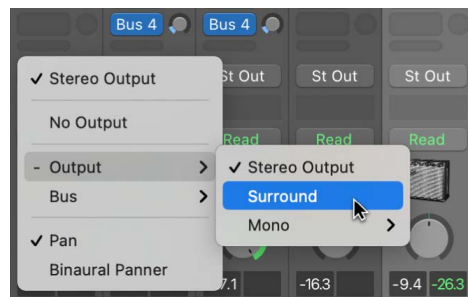 Bus 4 Bus 4
✓ Stereo Output St Out St Out St Out
No Output
Read Read Read
- Output > ✓ Stereo Output
Surround
Bus >
Mono >
✓ Pan
Binaural Panner
7.1 -16.3 -9.4 -26.3